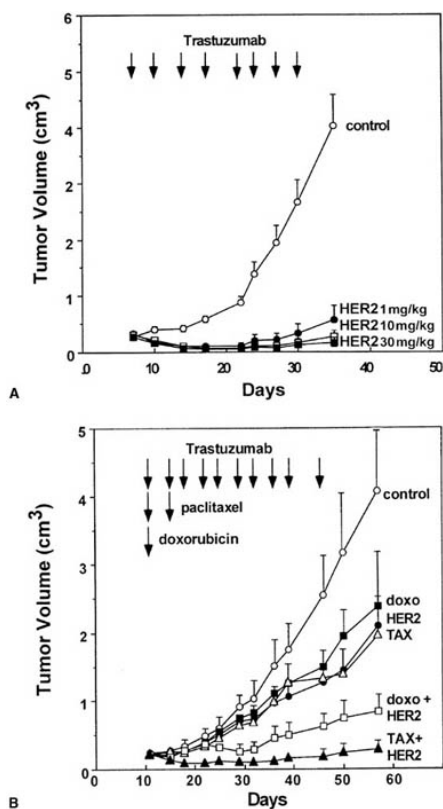 6
Trastuzumab
5
4
control
2
2
1
HER2 1mg/kg
HER2 10mg/kg
HER2 30mg/kg
0
.0 10 20 30 40 50
Tumor Volume (cm3)
Days
A
5
Trastuzumab
control
paclitaxel
4
doxorubicin
3
doxo
HER2
TAX
2
1
doxo +
HER2
TAX+
HER2
0
0 10 20 30 40 50 60
Tumor Volume (cm3)
Days
B